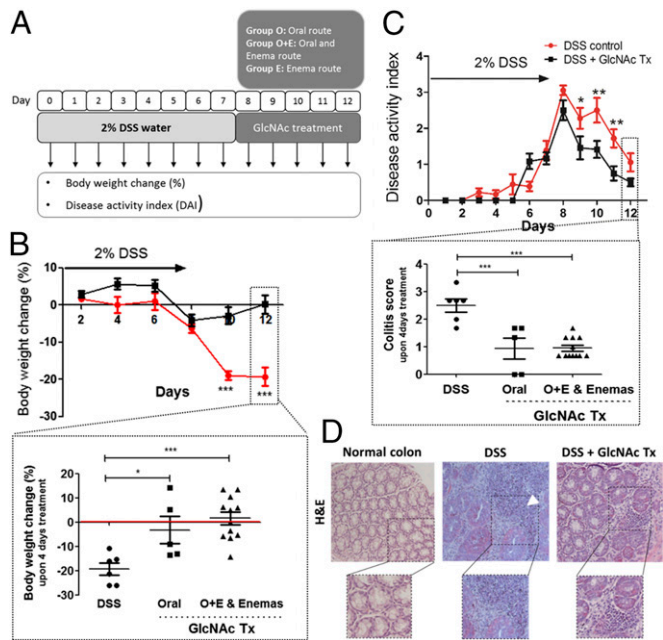 A
Group O: Oral route
Group O+E: Oral and
Enema route
Group E: Enema route
Day 0 1 2 3 4 5 6 7 8 9 10 11 12
2% DSS water GlcNAc treatment
• Body weight change (%)
• Disease activity index (DAI)
B
2% DSS
Body weight change (%)
10
0
-10
-20
-30
2 4 6 10 12
Days
*** ***
Body weight change (%)
upon 4 days treatment
20
10
0
-10
-20
-30
***
*
DSS Oral O+E & Enemas
GlcNAc Tx
C
DSS control
DSS + GlcNAc Tx
2% DSS
Disease activity index
4
3
2
1
0
* ** **
0 2 4 6 8 10 12
Days
Colitis score
upon 4days treatment
4
3
2
1
0
***
***
DSS Oral O+E & Enemas
GlcNAc Tx
D
Normal colon DSS DSS + GlcNAc Tx
H&E